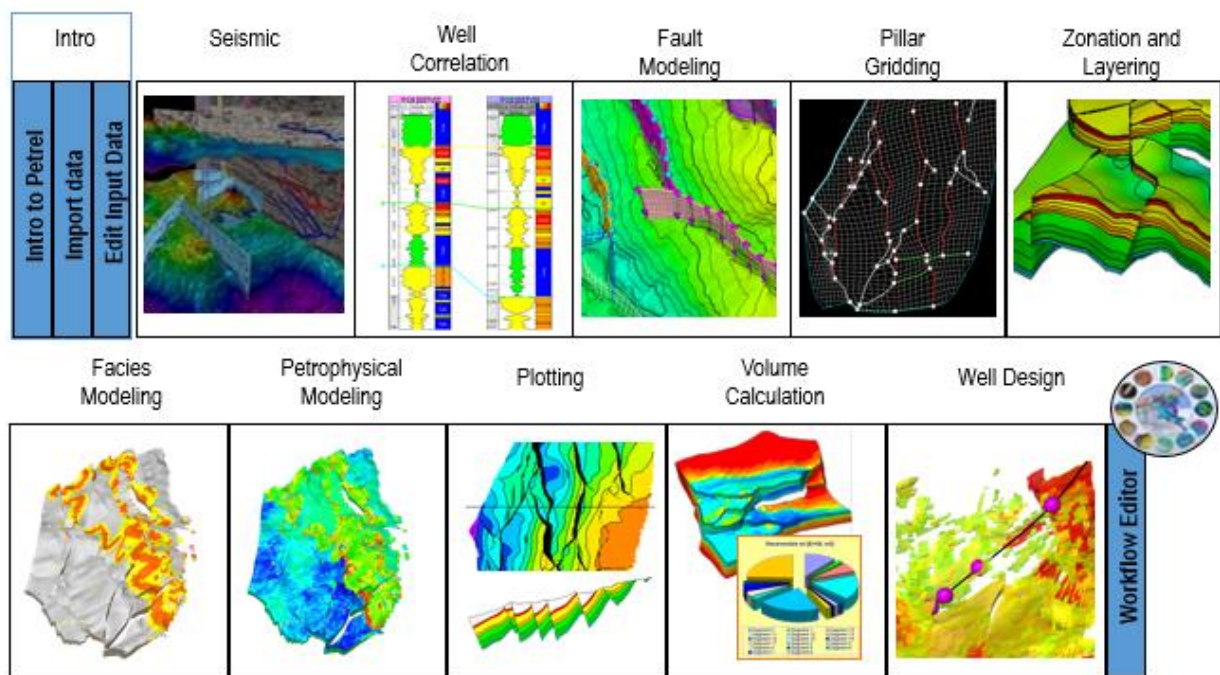 Intro
Seismic
Well
Correlation
Fault
Modeling
Pillar
Gridding
Zonation and
Layering
Intro to Petrel
Import data
Edit Input Data
Facies
Modeling
Petrophysical
Modeling
Plotting
Volume
Calculation
Well Design
Workflow Editor